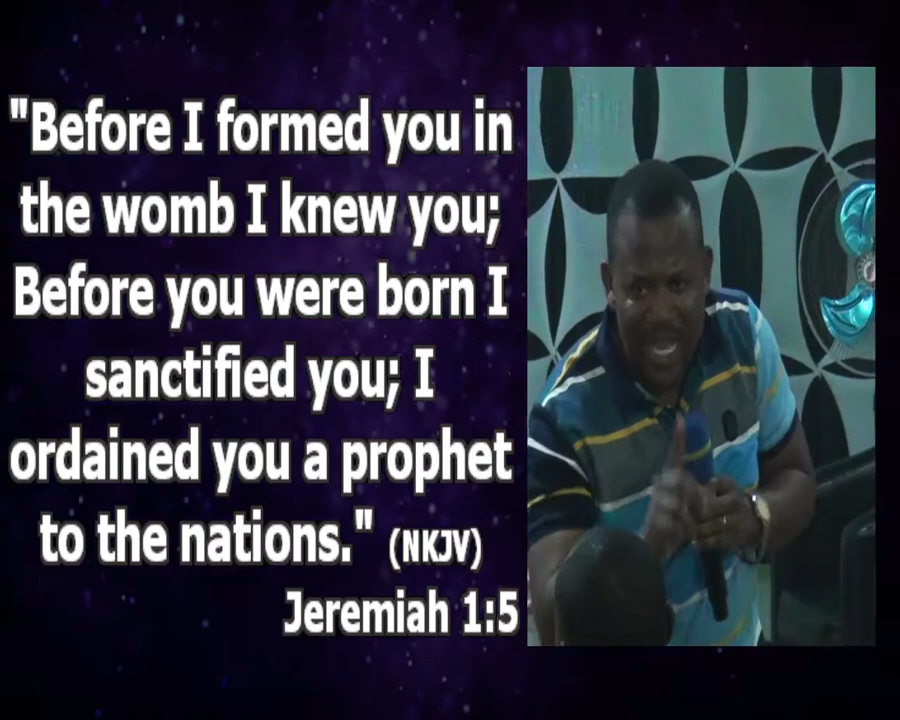 "Before I formed you in
the womb I knew you;
Before you were born I
sanctified you; I
ordained you a prophet
to the nations." (NKJV)
Jeremiah 1:5